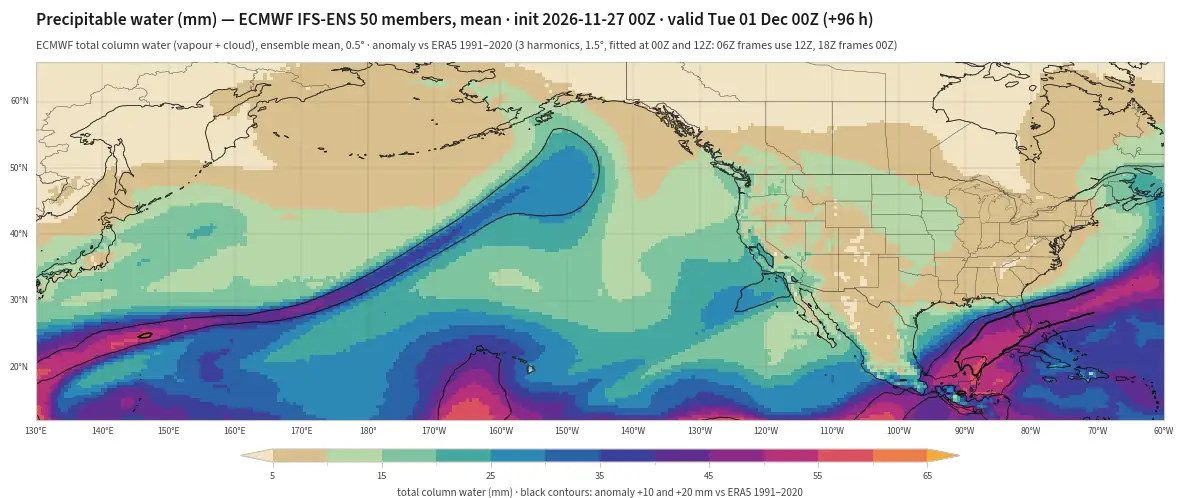 Precipitable water (mm) — ECMWF IFS-ENS 50 members, mean · init 2026-11-27 00Z · valid Tue 01 Dec 00Z (+96 h)
ECMWF total column water (vapour + cloud), ensemble mean, 0.5° · anomaly vs ERA5 1991–2020 (3 harmonics, 1.5°, fitted at 00Z and 12Z: 06Z frames use 12Z, 18Z frames 00Z)
60°N
50°N
40°N
30°N
20°N
130°E 140°E 150°E 160°E 170°E 180° 170°W 160°W 150°W 140°W 130°W 120°W 110°W 100°W 90°W 80°W 70°W 60°W
5 15 25 35 45 55 65
total column water (mm) · black contours: anomaly +10 and +20 mm vs ERA5 1991–2020